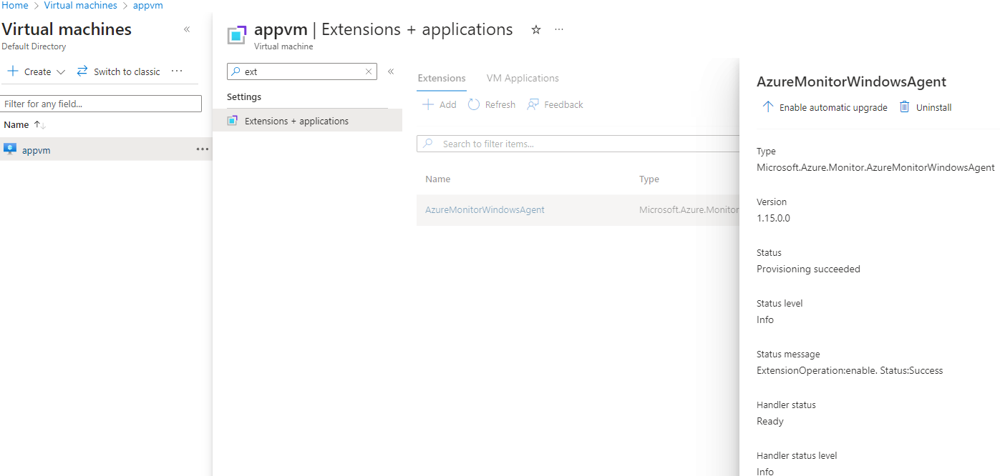 Home > Virtual machines > appvm
Virtual machines
Default Directory
Create
Switch to classic
Filter for any field...
Name
appvm
appvm | Extensions + applications
Virtual machine
ext
Settings
Extensions + applications
Extensions
VM Applications
Add
Refresh
Feedback
Search to filter items...
Name
Type
AzureMonitorWindowsAgent
Microsoft.Azure.Monitor
AzureMonitorWindowsAgent
Enable automatic upgrade
Uninstall
Type
Microsoft.Azure.Monitor.AzureMonitorWindowsAgent
Version
1.15.0.0
Status
Provisioning succeeded
Status level
Info
Status message
ExtensionOperation:enable. Status:Success
Handler status
Ready
Handler status level
Info